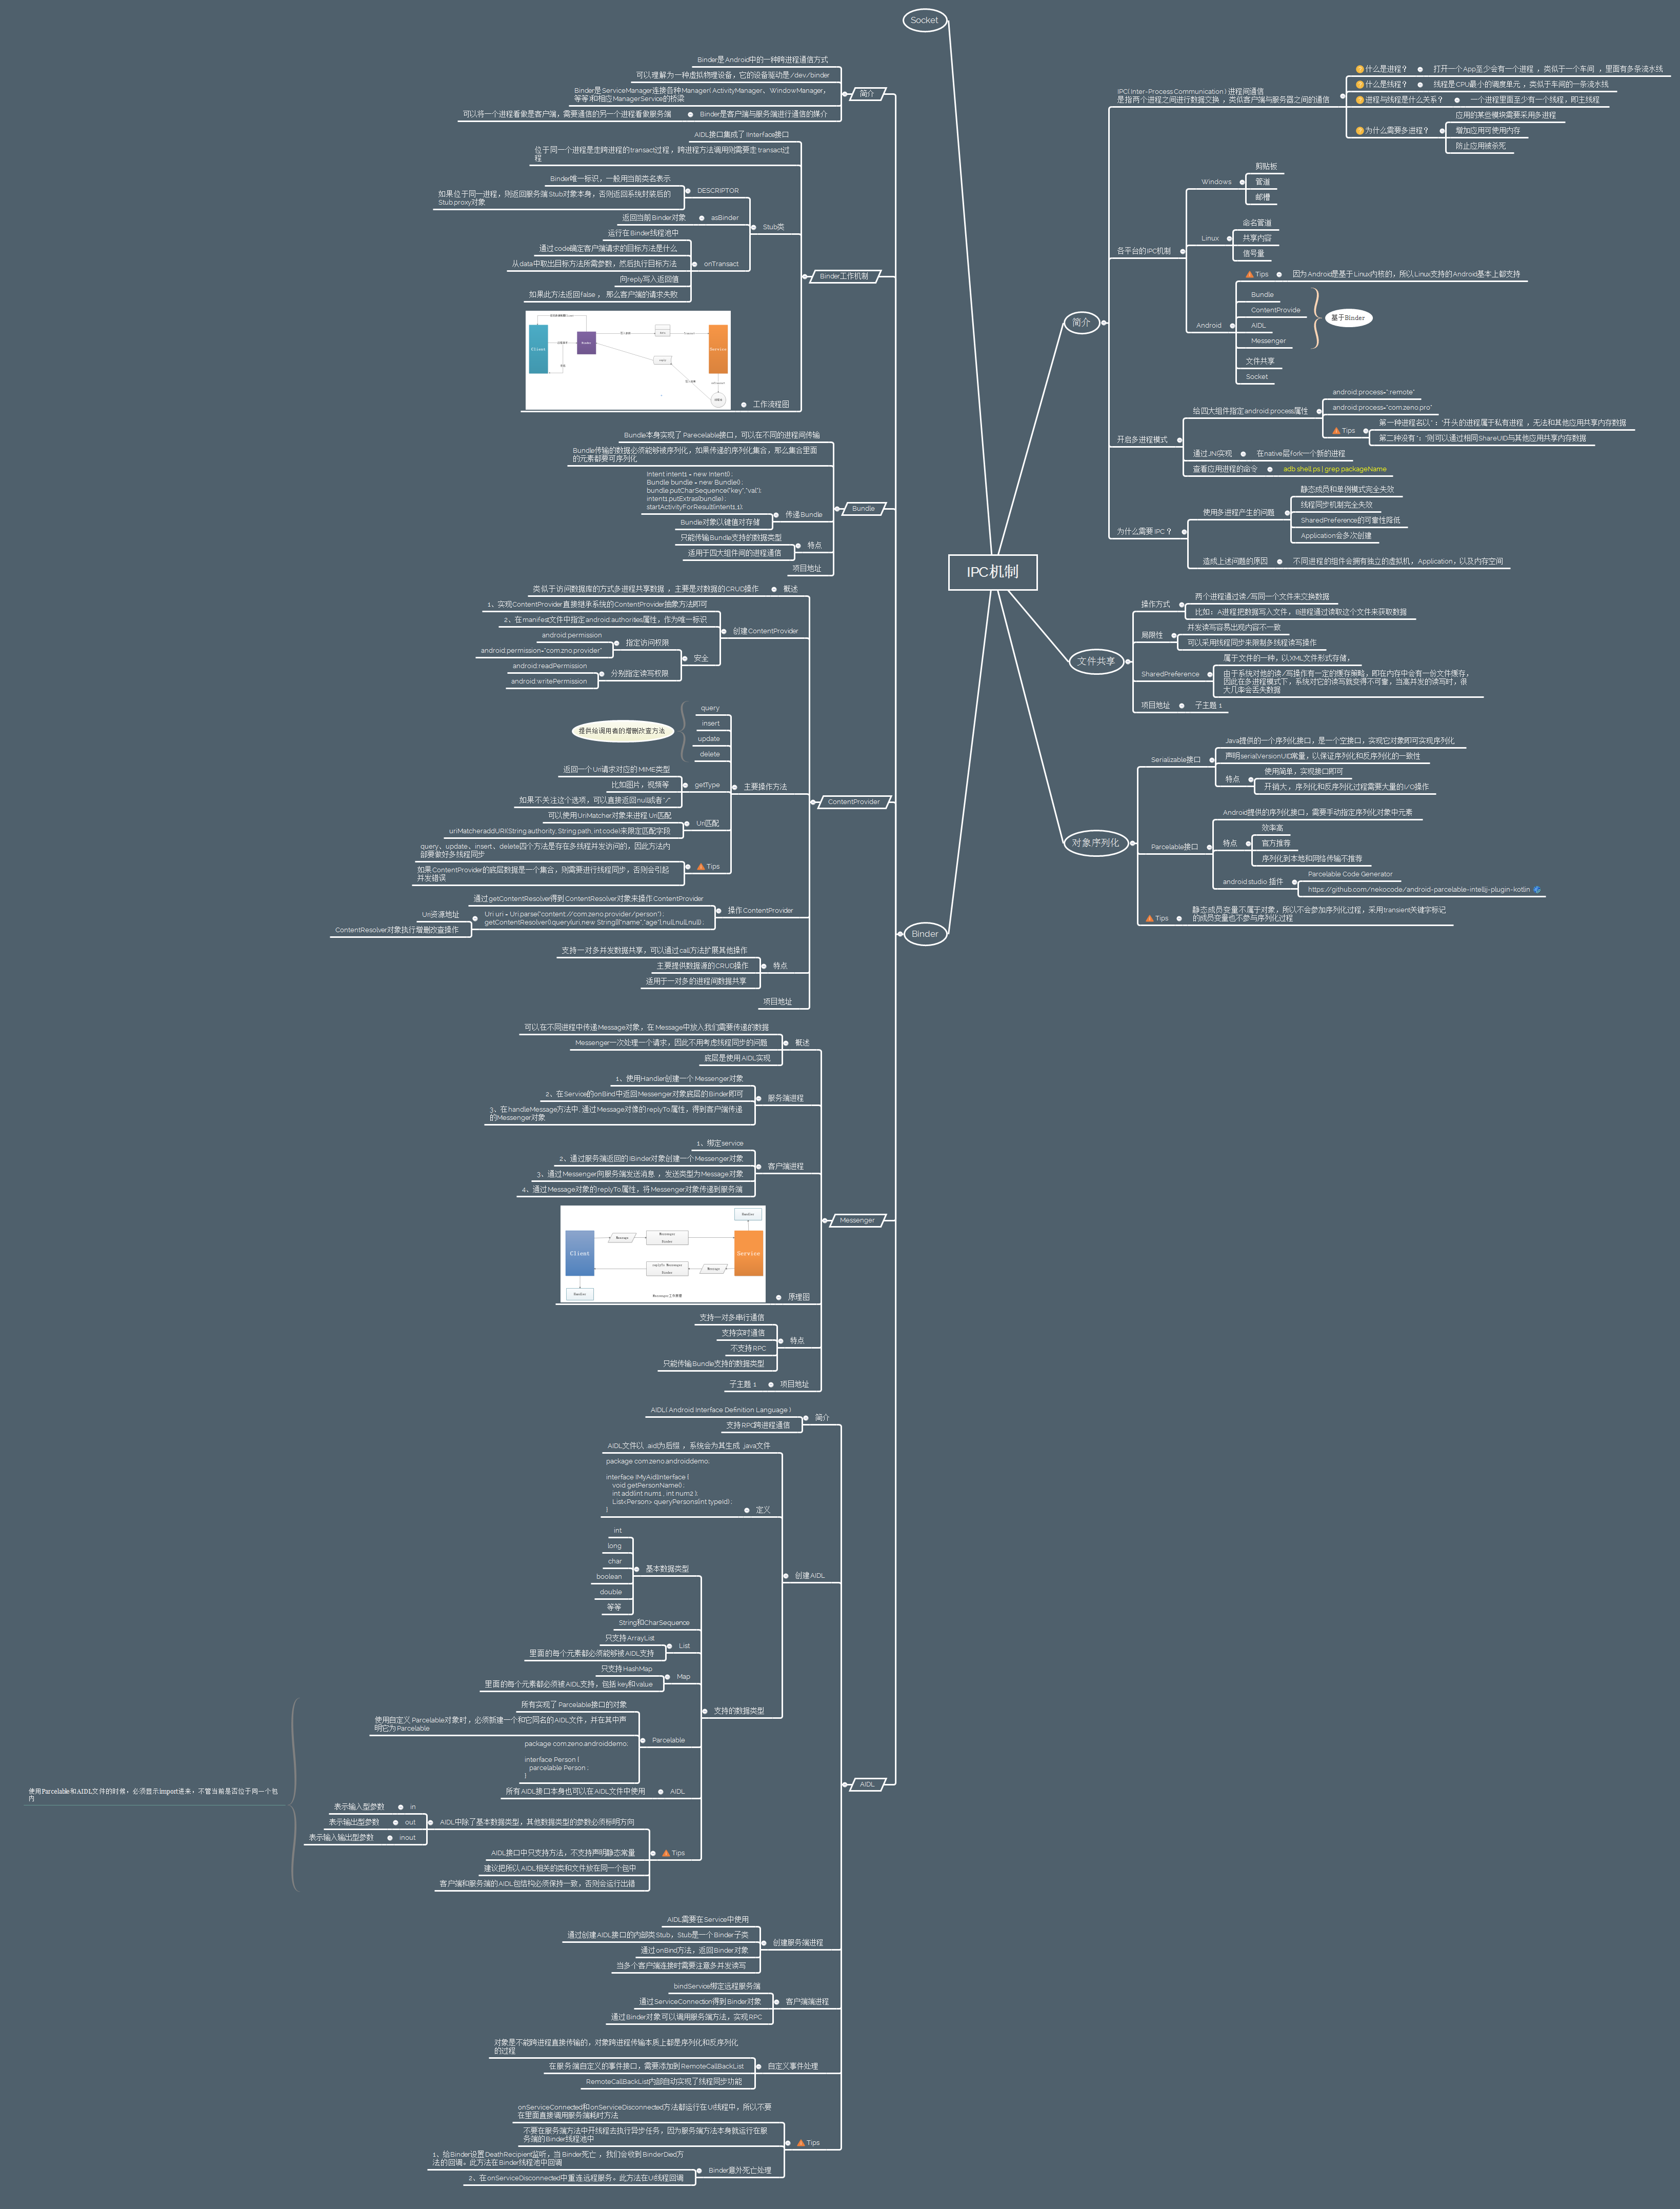 IPC机制
简介
IPC( Inter-Process Communication ) 进程间通信
是指两个进程之间进行数据交换 ，类似客户端与服务器之间的通信
什么是进程？
打开一个App至少会有一个进程 ，类似于一个车间 ，里面有多条流水线
什么是线程？
线程是CPU最小的调度单元 ，类似于车间的一条流水线
进程与线程是什么关系？
一个进程里面至少有一个线程，即主线程
为什么需要多进程？
应用的某些模块需要采用多进程
增加应用可使用内存
防止应用被杀死
各平台的IPC机制
Windows
剪贴板
管道
邮槽
Linux
命名管道
共享内容
信号量
Android
Tips
因为Android是基于Linux内核的，所以Linux支持的Android基本上都支持
Bundle
ContentProvide
AIDL
Messenger
基于Binder
文件共享
Socket
开启多进程模式
给四大组件指定android:process属性
android:process=":remote"
android:process="com.zeno.pro"
Tips
第一种进程名以“：”开头的进程属于私有进程 ，无法和其他应用共享内存数据
第二种没有“：”则可以通过相同ShareUID与其他应用共享内存数据
通过JNI实现
在native层fork一个新的进程
查看应用进程的命令
adb shell ps | grep packageName
为什么需要 IPC ？
使用多进程产生的问题
静态成员和单例模式完全失效
线程同步机制完全失效
SharedPreference的可靠性降低
Application会多次创建
造成上述问题的原因
不同进程的组件会拥有独立的虚拟机，Application，以及内存空间
文件共享
操作方式
两个进程通过读/写同一个文件来交换数据
比如：A进程把数据写入文件，B进程通过读取这个文件来获取数据
局限性
并发读写容易出现内容不一致
可以采用线程同步来限制多线程读写操作
SharedPreference
属于文件的一种，以XML文件形式存储，
由于系统对他的读/写操作有一定的缓存策略，即在内存中会有一份文件缓存，
因此在多进程模式下，系统对它的读写就变得不可靠，当高并发的读写时，很
大几率会丢失数据
项目地址
子主题 1
对象序列化
Serializable接口
Java提供的一个序列化接口，是一个空接口，实现它对象即可实现序列化
声明serialVersionUID常量，以保证序列化和反序列化的一致性
特点
使用简单，实现接口即可
开销大，序列化和反序列化过程需要大量的I/O操作
Parcelable接口
Android提供的序列化接口，需要手动指定序列化对象中元素
特点
效率高
官方推荐
序列化到本地和网络传输不推荐
android studio 插件
Parcelable Code Generator
https://github.com/nekocode/android-parcelable-intellij-plugin-kotlin
Tips
静态成员变量不属于对象，所以不会参加序列化过程，采用transient关键字标记
的成员变量也不参与序列化过程
Socket
Binder
简介
Binder是Android中的一种跨进程通信方式
可以理解为一种虚拟物理设备，它的设备驱动是/dev/binder
Binder是ServiceManager连接各种Manager( ActivityManager、WindowManager，
等等)和相应ManagerService的桥梁
Binder是客户端与服务端进行通信的媒介
可以将一个进程看像是客户端，需要通信的另一个进程看像服务端
Binder工作机制
AIDL接口集成了 IInterface接口
位于同一个进程是走跨进程的transact过程，跨进程方法调用则需要走 transact过
程
Stub类
DESCRIPTOR
Binder唯一标识，一般用当前类名表示
如果位于同一进程，则返回服务端Stub对象本身，否则返回系统封装后的
Stub.proxy对象
asBinder
返回当前Binder对象
onTransact
运行在Binder线程池中
通过code确定客户端请求的目标方法是什么
从data中取出目标方法所需参数，然后执行目标方法
向reply写入返回值
如果此方法返回false ，那么客户端的请求失败
工作流程图
Client
Binder
Service
Bundle
Bundle本身实现了 Parecelable接口，可以在不同的进程间传输
Bundle传输的数据必须能够被序列化，如果传递的序列化集合，那么集合里面
的元素都要可序列化
传递Bundle
Intent intent1 = new Intent() ;
Bundle bundle = new Bundle() ;
bundle.putCharSequence("key","val");
intent1.putExtras(bundle) ;
startActivityForResult(intent1,1);
Bundle对象以键值对存储
特点
只能传输Bundle支持的数据类型
适用于四大组件间的进程通信
项目地址
ContentProvider
概述
类似于访问数据库的方式多进程共享数据 ，主要是对数据的CRUD操作
创建ContentProvider
1、实现ContentProvider直接继承系统的ContentProvider抽象方法即可
2、在manifest文件中指定android:authorites属性，作为唯一标识
安全
指定访问权限
android:permission
android:permission="com.zno.provider"
分别指定读写权限
android:readPermission
android:writePermission
主要操作方法
query
insert
update
delete
提供给调用者的增删改查方法
getType
返回一个Uri请求对应的MIME类型
比如图片，视频等
如果不关注这个选项，可以直接返回null或者*/*
Uri匹配
可以使用UriMatcher对象来进程 Uri匹配
uriMatcher.addURI(String authority, String path, int code)来限定匹配字段
Tips
query、update、insert、delete四个方法是存在多线程并发访问的，因此方法内
部要做好多线程同步
如果ContentProvider的底层数据是一个集合，则需要进行线程同步，否则会引起
并发错误
操作ContentProvider
通过getContentResolver得到ContentResolver对象来操作ContentProvider
Uri uri = Uri.parse("content://com.zeno.provider/person") ;
getContentResolver().query(uri,new String[]{"name","age"},null,null,null) ;
Uri资源地址
ContentResolver对象执行增删改查操作
特点
支持一对多并发数据共享，可以通过call方法扩展其他操作
主要提供数据源的CRUD操作
适用于一对多的进程间数据共享
项目地址
Messenger
概述
可以在不同进程中传递Message对象，在 Message中放入我们需要传递的数据
Messenger一次处理一个请求，因此不用考虑线程同步的问题
底层是使用AIDL实现
服务端进程
1、使用Handler创建一个 Messenger对象
2、在Service的onBind中返回Messenger对象底层的Binder即可
3、在handleMessage方法中,通过Message对像的replyTo属性，得到客户端传递
的Messenger对象
客户端进程
1、绑定service
2、通过服务端返回的IBinder对象创建一个Messenger对象
3、通过Messenger向服务端发送消息 ，发送类型为Message对象
4、通过Message对象的replyTo属性，将Messenger对象传递到服务端
原理图
Handler
Client
Message
Messenger
Binder
Service
replyTo Messenger
Binder
Message
Handler
Messenger工作原理
特点
支持一对多串行通信
支持实时通信
不支持RPC
只能传输Bundle支持的数据类型
项目地址
子主题 1
AIDL
简介
AIDL( Android Interface Definition Language )
支持RPC跨进程通信
创建AIDL
定义
AIDL文件以 .aidl为后缀 ，系统会为其生成 .java文件
package com.zeno.androiddemo;
interface IMyAidlInterface {
void getPersonName() ;
int add(int num1 , int num2 );
List<Person> queryPersons(int typeid) ;
}
支持的数据类型
基本数据类型
int
long
char
boolean
double
等等
String和CharSequence
List
只支持ArrayList
里面的每个元素都必须能够被AIDL支持
Map
只支持HashMap
里面的每个元素都必须被AIDL支持，包括 key和value
Parcelable
所有实现了Parcelable接口的对象
使用自定义Parcelable对象时，必须新建一个和它同名的AIDL文件，并在其中声
明它为Parcelable
package com.zeno.androiddemo;
interface Person {
parcelable Person ;
}
AIDL
所有AIDL接口本身也可以在AIDL文件中使用
Tips
AIDL中除了基本数据类型，其他数据类型的参数必须标明方向
in
表示输入型参数
out
表示输出型参数
inout
表示输入输出型参数
AIDL接口中只支持方法，不支持声明静态常量
建议把所以AIDL相关的类和文件放在同一个包中
客户端和服务端的AIDL包结构必须保持一致，否则会运行出错
使用Parcelable和AIDL文件的时候，必须显示import进来，不管当前是否位于同一个包
内
创建服务端进程
AIDL需要在Service中使用
通过创建AIDL接口的内部类Stub，Stub是一个Binder子类
通过onBind方法，返回Binder对象
当多个客户端连接时需要注意多并发读写
客户端端进程
bindService绑定远程服务端
通过ServiceConnection得到Binder对象
通过Binder对象可以调用服务端方法，实现RPC
自定义事件处理
对象是不能跨进程直接传输的，对象跨进程传输本质上都是序列化和反序列化
的过程
在服务端自定义的事件接口，需要添加到RemoteCallBackList
RemoteCallBackList内部自动实现了线程同步功能
Tips
onServiceConnected和onServiceDisconnected方法都运行在UI线程中，所以不要
在里面直接调用服务端耗时方法
不要在服务端方法中开线程去执行异步任务，因为服务端方法本身就运行在服
务端的Binder线程池中
Binder意外死亡处理
1、给Binder设置DeathRecipient监听，当 Binder死亡 ，我们会收到BinderDied方
法的回调。此方法在Binder线程池中回调
2、在onServiceDisconnected中重连远程服务。此方法在UI线程回调